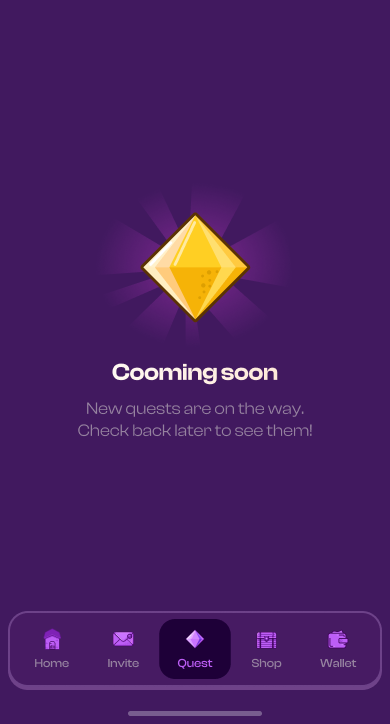 Cooming soon
New quests are on the way.
Check back later to see them!
Home
Invite
Quest
Shop
Wallet